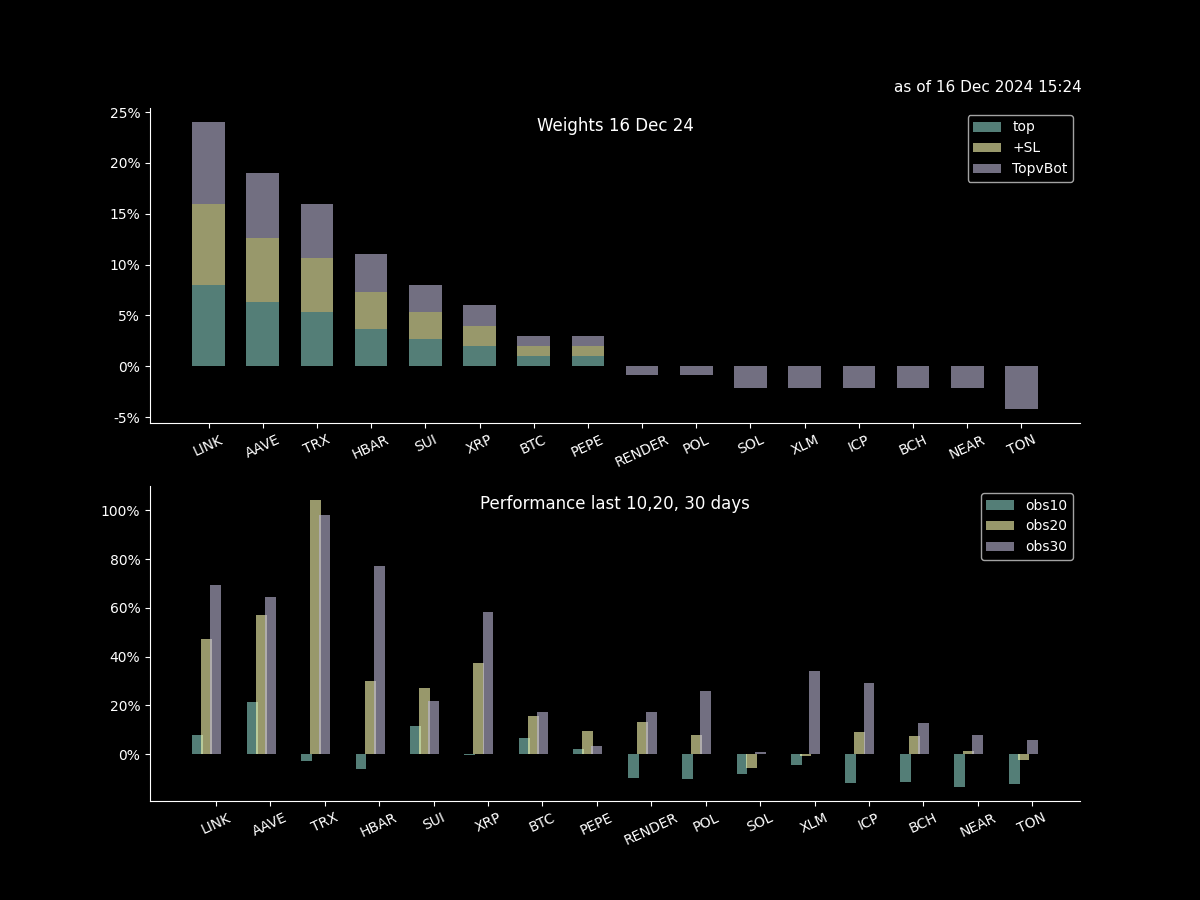 as of 16 Dec 2024 15:24
Weights 16 Dec 24
top
+SL
TopvBot
25%
20%
15%
10%
5%
0%
-5%
LINK AAVE TRX HBAR SUI XRP BTC PEPE RENDER POL SOL XLM ICP BCH NEAR TON
Performance last 10,20, 30 days
obs10
obs20
obs30
100%
80%
60%
40%
20%
0%
LINK AAVE TRX HBAR SUI XRP BTC PEPE RENDER POL SOL XLM ICP BCH NEAR TON